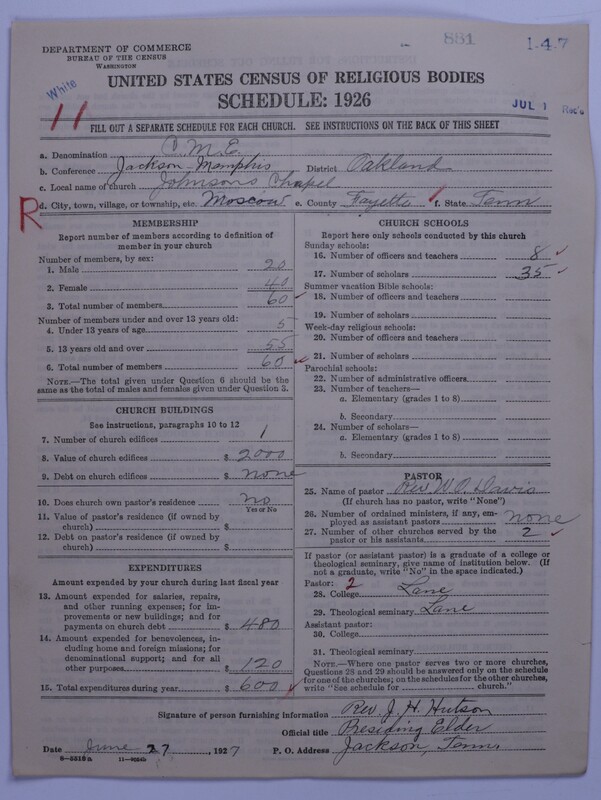 DEPARTMENT OF COMMERCE
BUREAU OF THE CENSUS
WASHINGTON
881
1-4-7
White
11
UNITED STATES CENSUS OF RELIGIOUS BODIES
SCHEDULE: 1926
JUL 1 Rec'd
FILL OUT A SEPARATE SCHEDULE FOR EACH CHURCH. SEE INSTRUCTIONS ON THE BACK OF THIS SHEET
a. Denomination C. M. E.
b. Conference Jackson-Memphis District Oakland
c. Local name of church Johnsons Chapel
R d. City, town, village, or township, etc. Moscow e. County Fayette f. State Tenn
MEMBERSHIP
Report number of members according to definition of member in your church
Number of members, by sex:
1. Male 20
2. Female 40
3. Total number of members 60
Number of members under and over 13 years old:
4. Under 13 years of age 5
5. 13 years old and over 55
6. Total number of members 60
NOTE.—The total given under Question 6 should be the same as the total of males and females given under Question 3.
CHURCH BUILDINGS
See instructions, paragraphs 10 to 12
7. Number of church edifices 1
8. Value of church edifices $ 2000
9. Debt on church edifices $ none
10. Does church own pastor's residence No
Yes or No
11. Value of pastor's residence (if owned by church) $
12. Debt on pastor's residence (if owned by church) $
EXPENDITURES
Amount expended by your church during last fiscal year
13. Amount expended for salaries, repairs, and other running expenses; for improvements or new buildings; and for payments on church debt $ 480
14. Amount expended for benevolences, including home and foreign missions; for denominational support; and for all other purposes $ 120
15. Total expenditures during year $ 600
CHURCH SCHOOLS
Report here only schools conducted by this church
Sunday schools:
16. Number of officers and teachers 8
17. Number of scholars 35
Summer vacation Bible schools:
18. Number of officers and teachers
19. Number of scholars
Week-day religious schools:
20. Number of officers and teachers
21. Number of scholars
Parochial schools:
22. Number of administrative officers
23. Number of teachers—
a. Elementary (grades 1 to 8)
b. Secondary
24. Number of scholars—
a. Elementary (grades 1 to 8)
b. Secondary
PASTOR
25. Name of pastor Rev. W. A. Davis
(If church has no pastor, write "None")
26. Number of ordained ministers, if any, employed as assistant pastors none
27. Number of other churches served by the pastor or his assistants 2
If pastor (or assistant pastor) is a graduate of a college or theological seminary, give name of institution below. (If not a graduate, write "No" in the space indicated.)
Pastor: 2
28. College Lane
29. Theological seminary Lane
Assistant pastor:
30. College
31. Theological seminary
NOTE.—Where one pastor serves two or more churches, Questions 28 and 29 should be answered only on the schedule for one of the churches; on the schedules for the other churches, write "See schedule for church."
Signature of person furnishing information Rev J. H. Hutson
Official title Presiding Elder
Date June 27, 1927 P. O. Address Jackson, Tenn.